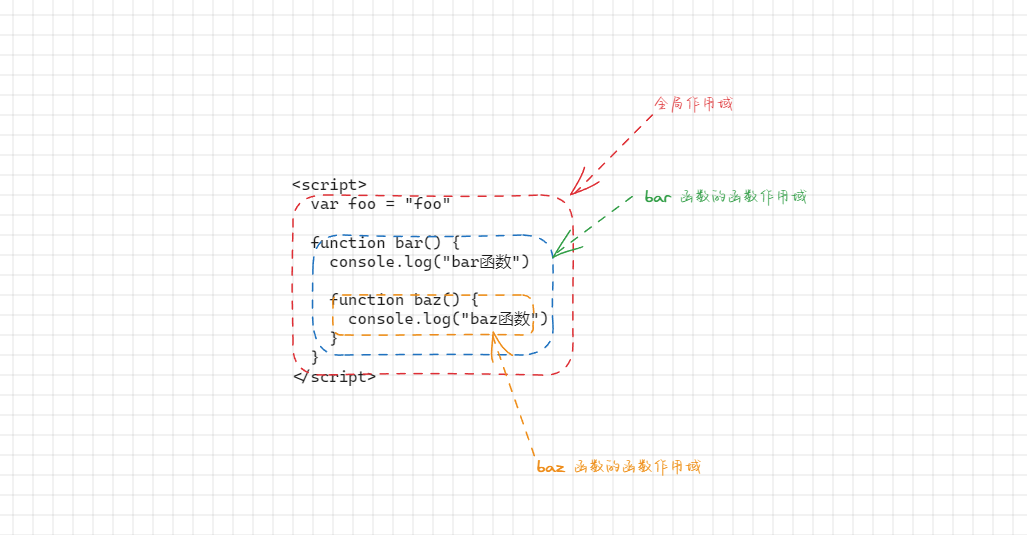 全局作用域
<script>
bar 函数的函数作用域
var foo = "foo"
function bar() {
console.log("bar函数")
function baz() {
console.log("baz函数")
}
}
</script>
baz 函数的函数作用域